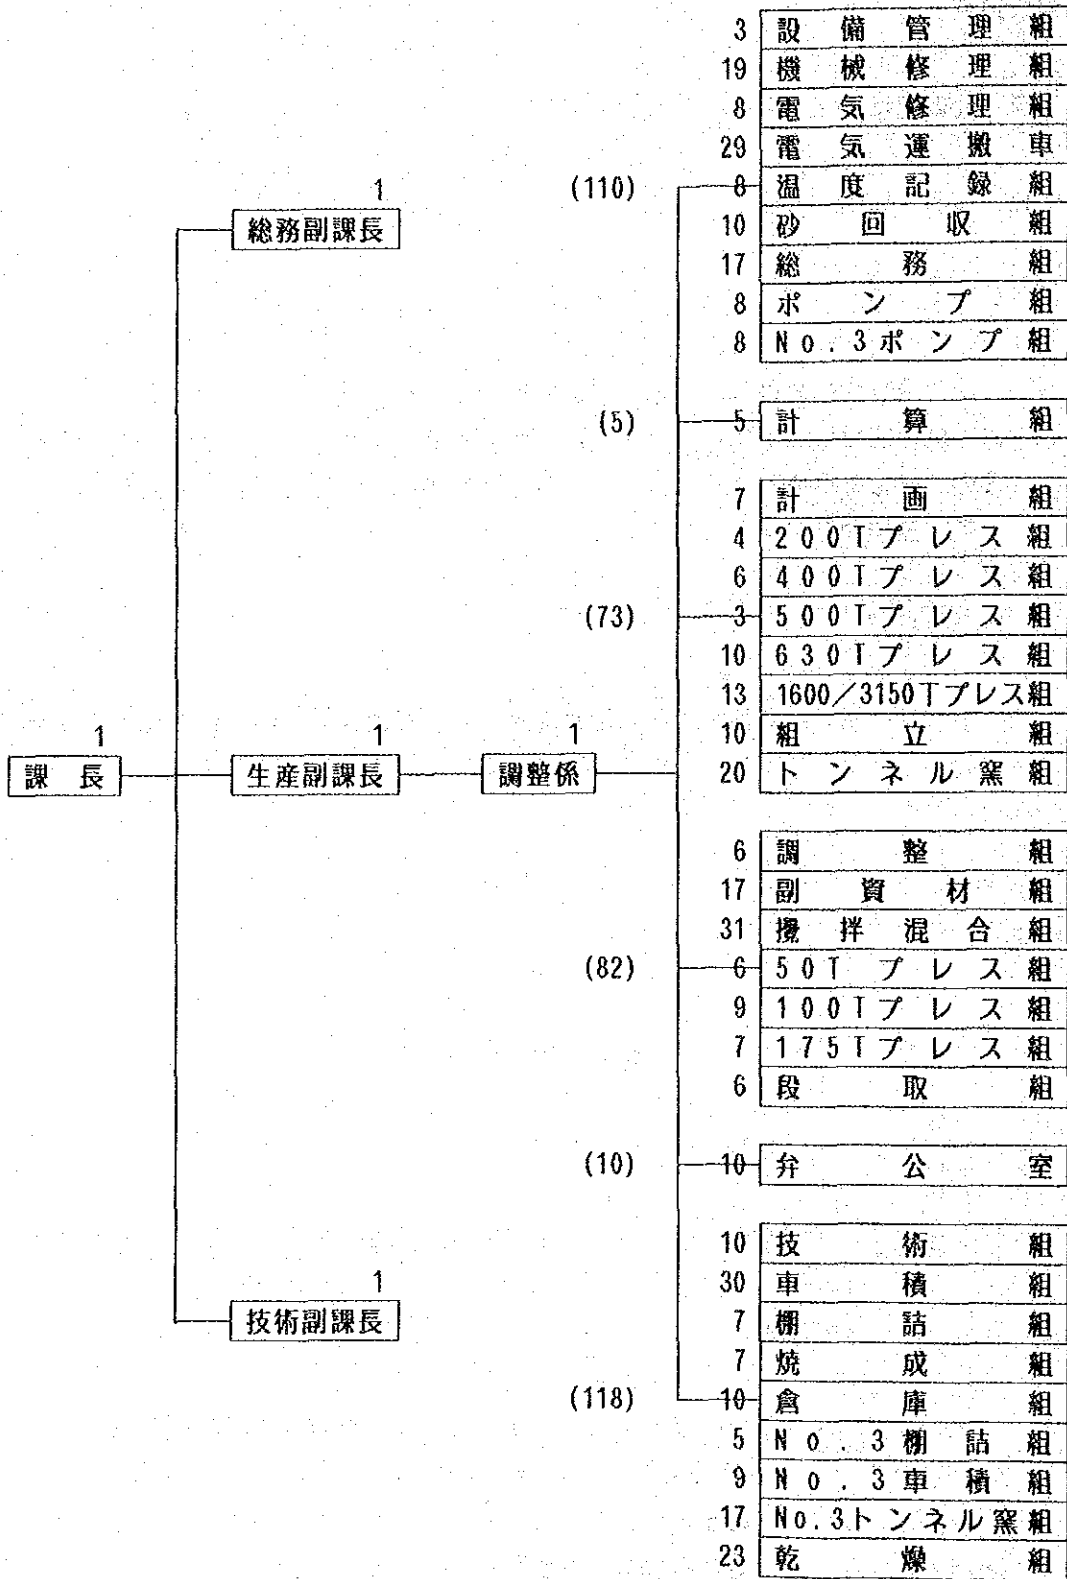 3 設備管理組
19 機械修理組
8 電気修理組
29 電気運搬車
1
(110)
8 温度記録組
総務副課長
10 砂回収組
17 総務組
8 ポンプ組
8 No.3ポンプ組
(5)
5 計算組
7 計画組
4 200Tプレス組
6 400Tプレス組
(73)
3 500Tプレス組
10 630Tプレス組
13 1600/3150Tプレス組
1
1
1
10 組立組
課長
生産副課長
調整係
20 トンネル窯組
6 調整組
17 副資材組
31 攪拌混合組
(82)
6 50Tプレス組
9 100Tプレス組
7 175Tプレス組
6 段取組
(10)
10 弁公室
10 技術組
1
30 車積組
技術副課長
7 棚詰組
7 焼成組
(118)
10 倉庫組
5 No.3棚詰組
9 No.3車積組
17 No.3トンネル窯組
23 乾燥組